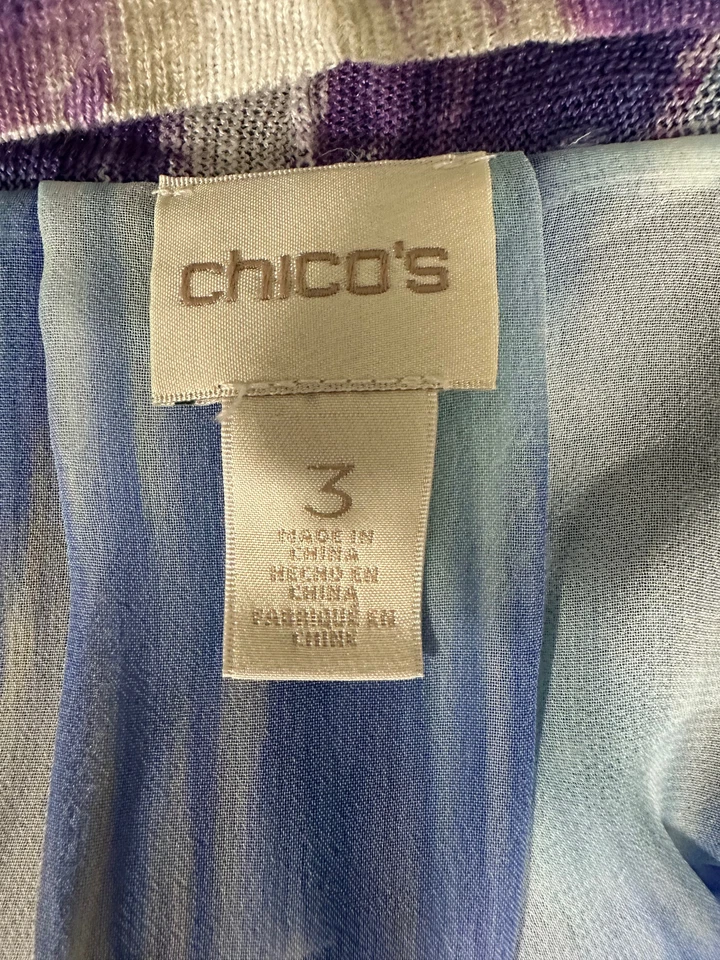 chico's
3
MADE IN
CHINA
HECHO EN
CHINA
FABRIQUÉ EN
CHINE